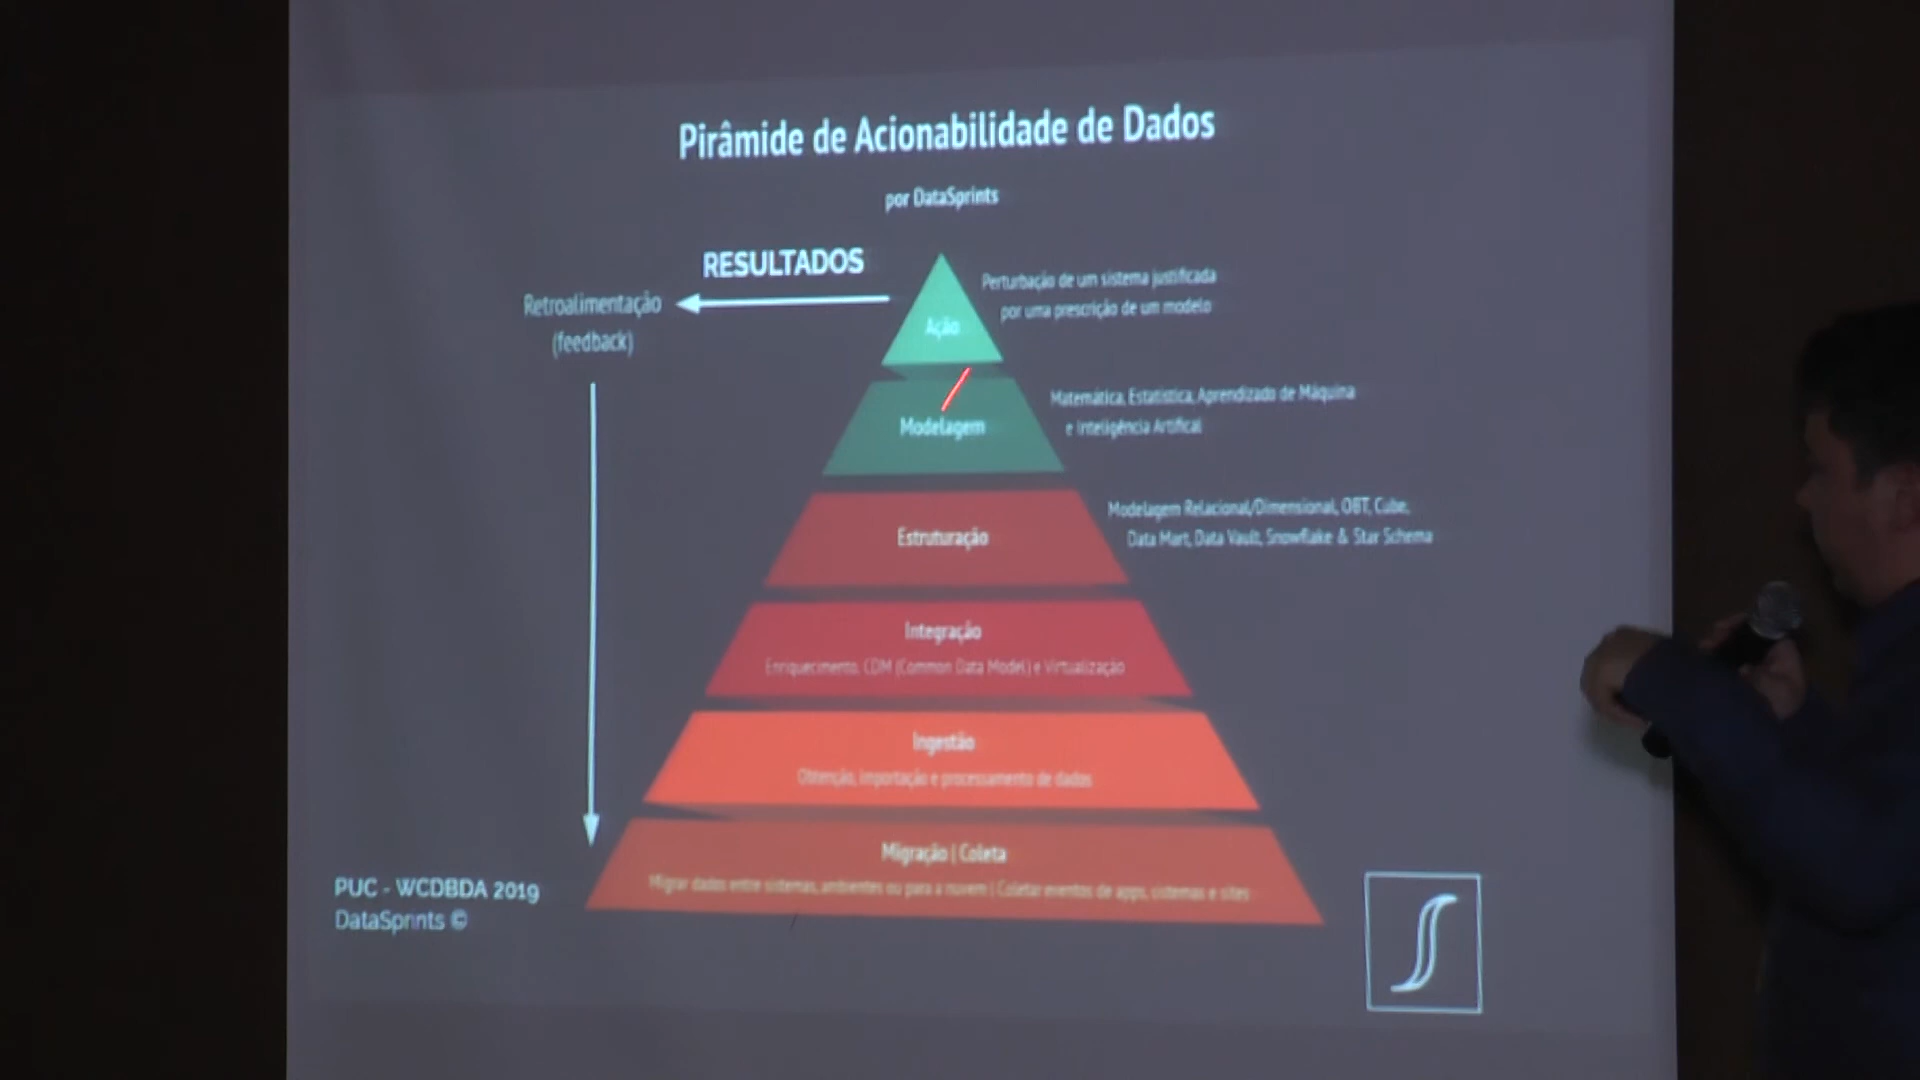 Pirâmide de Acionabilidade de Dados
por DataSprints
RESULTADOS
Retroalimentação
(feedback)
Ação
Perturbação de um sistema justificada
por uma prescrição de um modelo
Modelagem
Matemática, Estatística, Aprendizado de Máquina
e Inteligência Artifical
Estruturação
Modelagem Relacional/Dimensional, OBT, Cube,
Data Mart, Data Vault, Snowflake & Star Schema
Integração
Enriquecimento, CDM (Common Data Model) e Virtualização
Ingestão
Obtenção, importação e processamento de dados
Migração | Coleta
Migrar dados entre sistemas, ambientes ou para a nuvem | Coletar eventos de apps, sistemas e sites
PUC - WCDBDA 2019
DataSprints ©